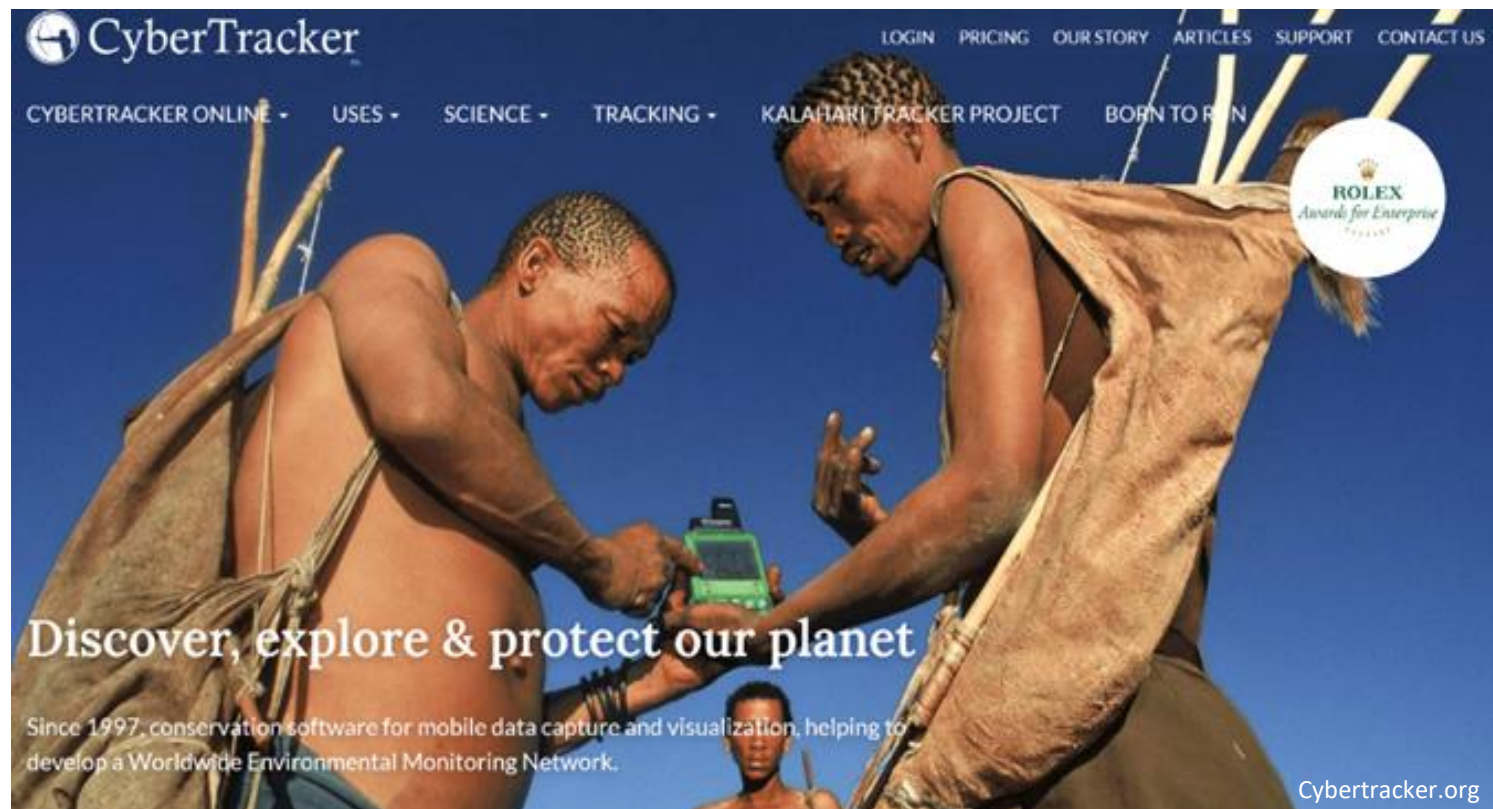 CyberTracker
LOGIN PRICING OUR STORY ARTICLES SUPPORT CONTACT US
CYBERTRACKER ONLINE USES SCIENCE TRACKING KALAHARI TRACKER PROJECT BORN TO RUN
ROLEX
Awards for Enterprise
Discover, explore & protect our planet
Since 1997, conservation software for mobile data capture and visualization, helping to
develop a Worldwide Environmental Monitoring Network.
Cybertracker.org